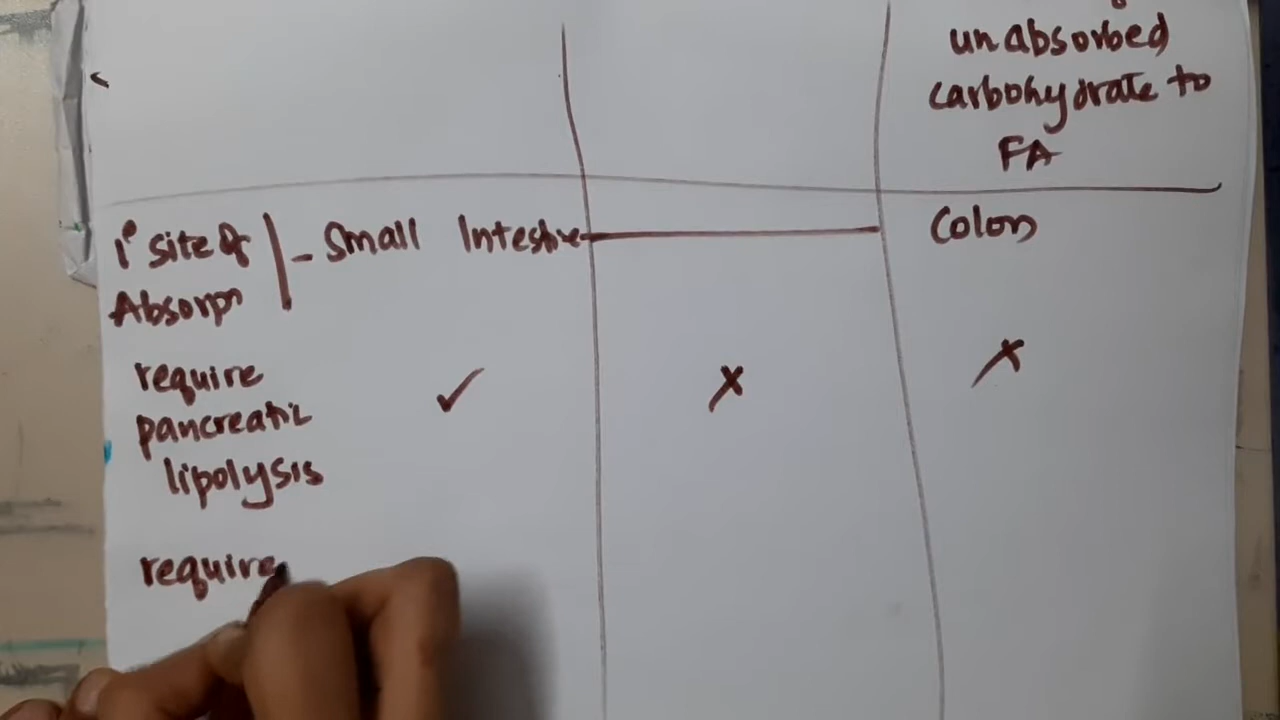 unabsorbed
carbohydrate to
FA
1° site of - Small Intestine Colon
Absorpn
require
pancreatic
lipolysis
require